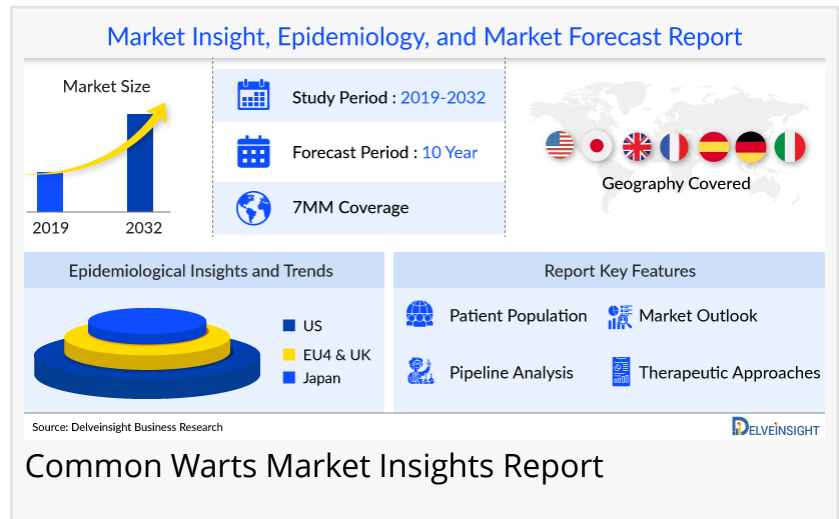 Market Insight, Epidemiology, and Market Forecast Report
Market Size
2019
2032
Study Period : 2019-2032
Forecast Period : 10 Year
7MM Coverage
Geography Covered
Epidemiological Insights and Trends
US
EU4 & UK
Japan
Report Key Features
Patient Population
Market Outlook
Pipeline Analysis
Therapeutic Approaches
Source: Delveinsight Business Research
DELVEINSIGHT
Common Warts Market Insights Report